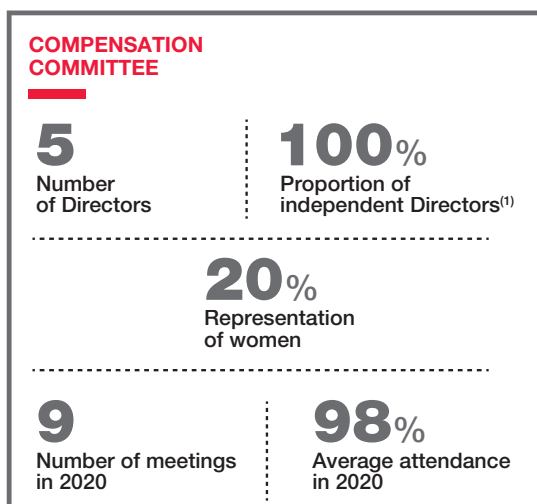 COMPENSATION
COMMITTEE
5
Number
of Directors
100%
Proportion of
independent Directors(1)
20%
Representation
of women
9
Number of meetings
in 2020
98%
Average attendance
in 2020